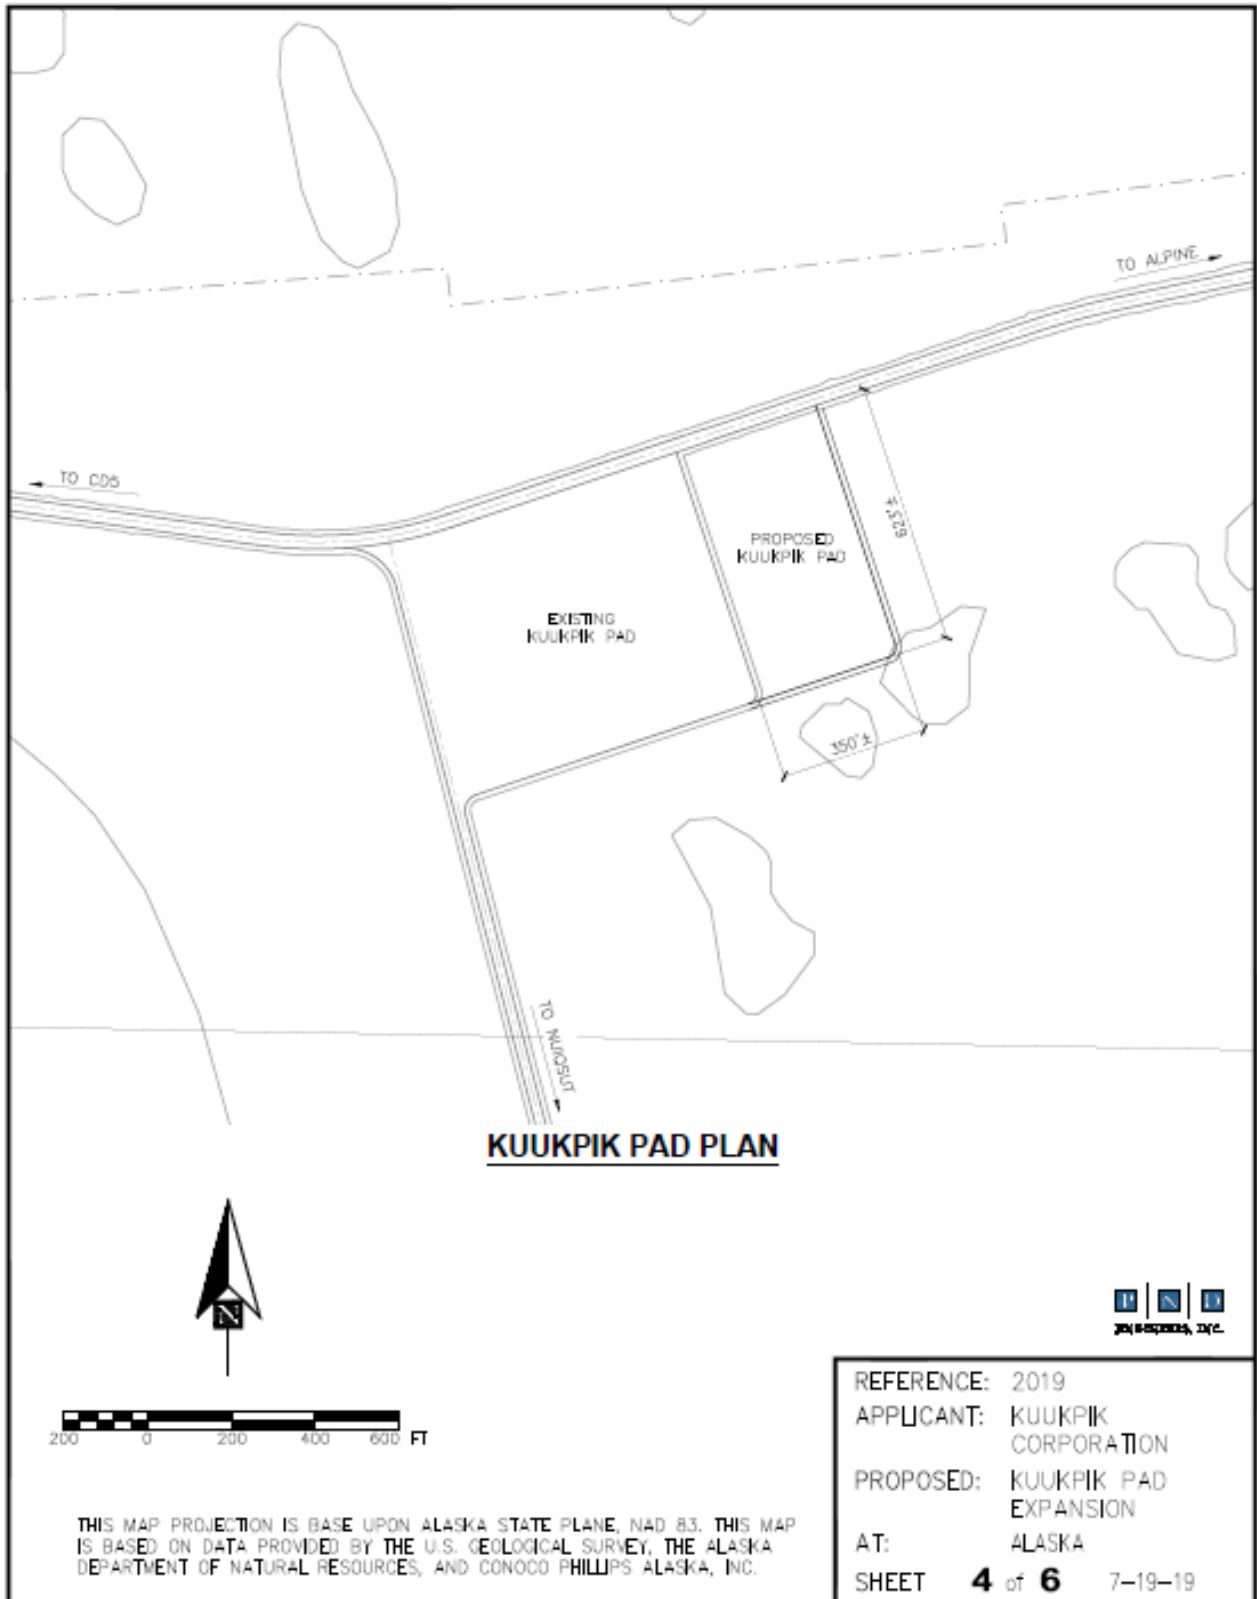 TO ALPINE
TO CD5
PROPOSED
KUUKPIK PAD
623'±
EXISTING
KUUKPIK PAD
350'±
TO NUIQSUT
KUUKPIK PAD PLAN
N
P N D
200 0 200 400 600 FT
REFERENCE: 2019
APPLICANT: KUUKPIK
CORPORATION
PROPOSED: KUUKPIK PAD
EXPANSION
AT: ALASKA
SHEET 4 of 6 7-19-19
THIS MAP PROJECTION IS BASE UPON ALASKA STATE PLANE, NAD 83. THIS MAP
IS BASED ON DATA PROVIDED BY THE U.S. GEOLOGICAL SURVEY, THE ALASKA
DEPARTMENT OF NATURAL RESOURCES, AND CONOCO PHILLIPS ALASKA, INC.